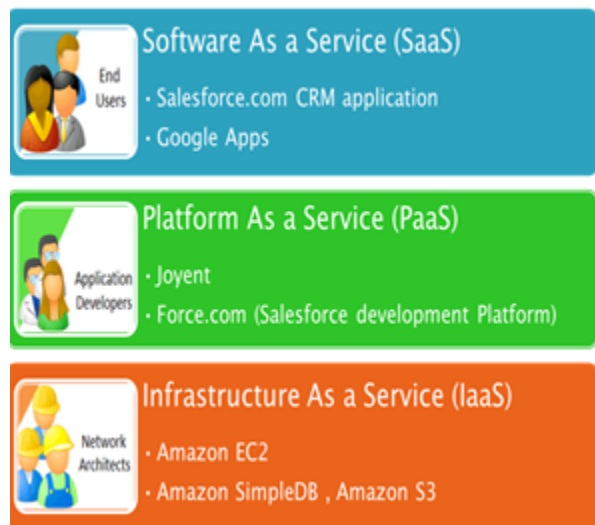 End
Users
Software As a Service (SaaS)
· Salesforce.com CRM application
· Google Apps
Application
Developers
Platform As a Service (PaaS)
· Joyent
· Force.com (Salesforce development Platform)
Network
Architects
Infrastructure As a Service (IaaS)
· Amazon EC2
· Amazon SimpleDB , Amazon S3